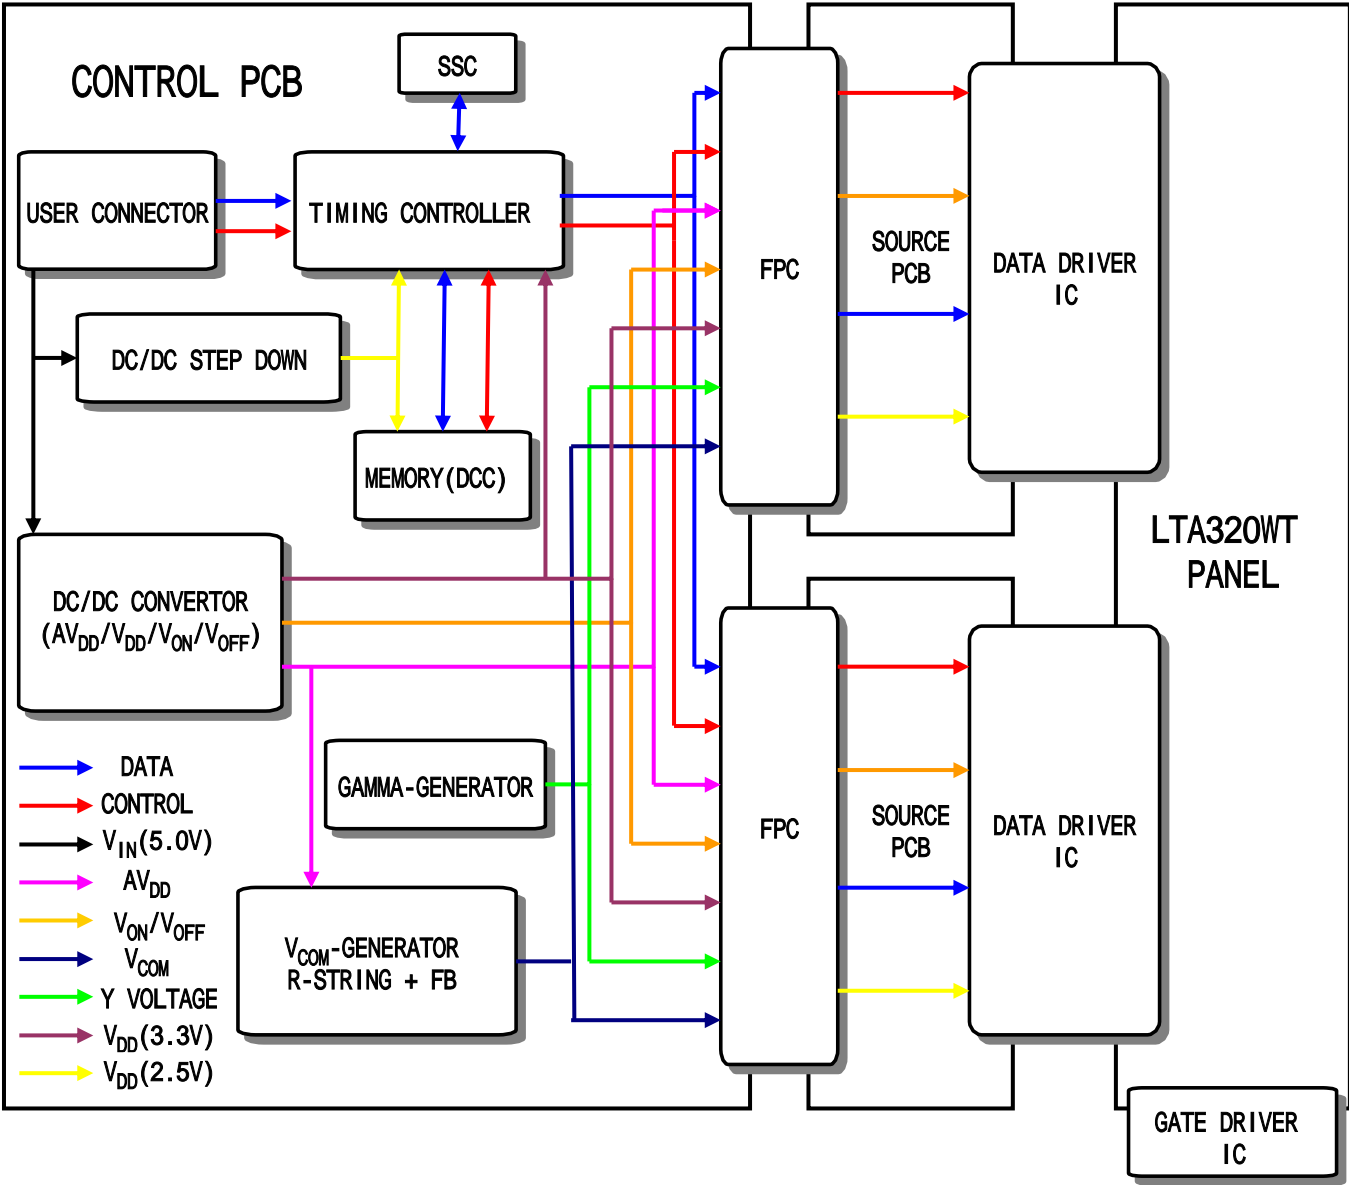 CONTROL PCB
SSC
USER CONNECTOR
TIMING CONTROLLER
DC/DC STEP DOWN
MEMORY(DCC)
DC/DC CONVERTOR
(AVDD/VDD/VON/VOFF)
GAMMA-GENERATOR
VCOM-GENERATOR
R-STRING + FB
DATA
CONTROL
VIN(5.0V)
AVDD
VON/VOFF
VCOM
Y VOLTAGE
VDD(3.3V)
VDD(2.5V)
FPC
SOURCE
PCB
DATA DRIVER
IC
LTA320WT
PANEL
FPC
SOURCE
PCB
DATA DRIVER
IC
GATE DRIVER
IC